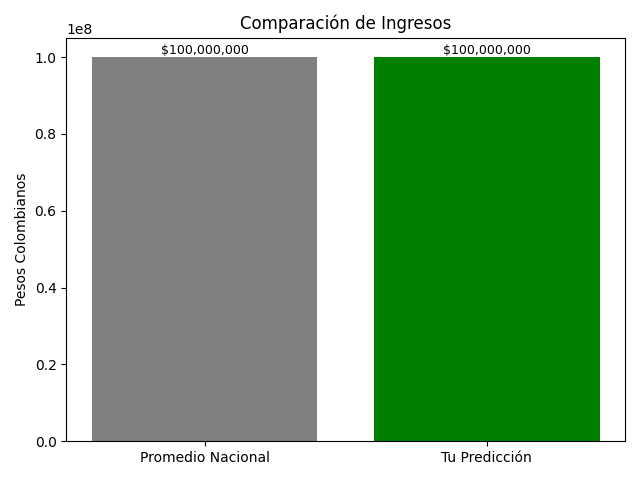 Comparación de Ingresos
1e8
$100,000,000
$100,000,000
1.0
0.8
0.6
0.4
0.2
0.0
Pesos Colombianos
Promedio Nacional
Tu Predicción